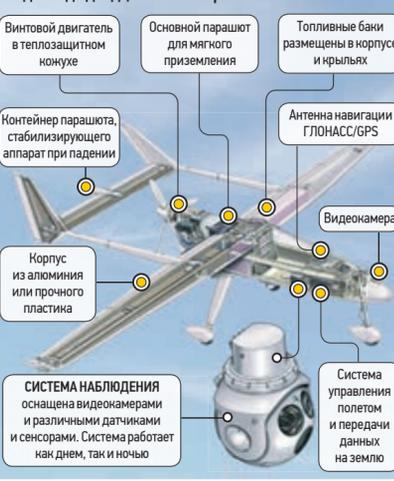 Винтовой двигатель
в теплозащитном
кожухе
Основной парашют
для мягкого
приземления
Топливные баки
размещены в корпусе
и крыльях
Контейнер парашюта,
стабилизирующего
аппарат при падении
Антенна навигации
ГЛОНАСС/GPS
Видеокамера
Корпус
из алюминия
или прочного
пластика
СИСТЕМА НАБЛЮДЕНИЯ
оснащена видеокамерами
и различными датчиками
и сенсорами. Система работает
как днем, так и ночью
Система
управления
полетом
и передачи
данных
на землю